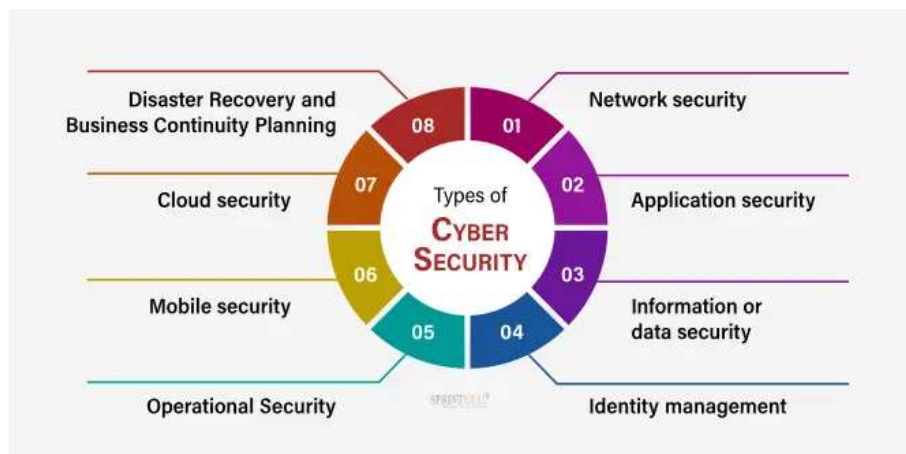 Types of
CYBER
SECURITY
01
Network security
02
Application security
03
Information or
data security
04
Identity management
05
Operational Security
06
Mobile security
07
Cloud security
08
Disaster Recovery and
Business Continuity Planning